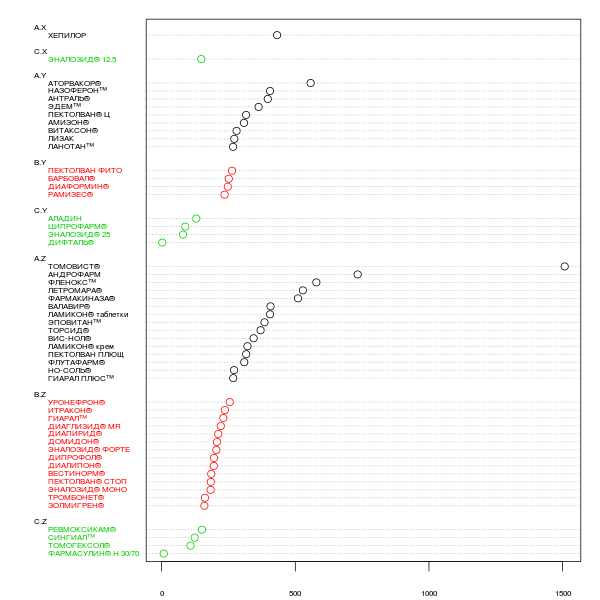 A.X
ХЕПИЛОР
C.X
ЭНАЛОЗИД® 12,5
A.Y
АТОРВАКОР®
НАЗОФЕРОН™
АНТРАЛЬ®
ЭДЕМ™
ПЕКТОЛВАН® Ц
АМИЗОН®
ВИТАКСОН®
ЛИЗАК
ЛАНОТАН™
B.Y
ПЕКТОЛВАН ФИТО
БАРБОВАЛ®
ДИАФОРМИН®
РАМИЗЕС®
C.Y
АЛАДИН
ЦИПРОФАРМ®
ЭНАЛОЗИД® 25
ДИФТАЛЬ®
A.Z
ТОМОВИСТ®
АНДРОФАРМ
ФЛЕНОКС™
ЛЕТРОМАРА®
ФАРМАКИНАЗА®
ВАЛАВИР®
ЛАМИКОН® таблетки
ЭПОВИТАН™
ТОРСИД®
ВИС-НОЛ®
ЛАМИКОН® крем
ПЕКТОЛВАН ПЛЮЩ
ФЛУТАФАРМ®
НО-СОЛЬ®
ГИАРАЛ ПЛЮС™
B.Z
УРОНЕФРОН®
ИТРАКОН®
ГИАРАЛ™
ДИАГЛИЗИД® МR
ДИАПИРИД®
ДОМИДОН®
ЭНАЛОЗИД® ФОРТЕ
ДИПРОФОЛ®
ДИАЛИПОН®
ВЕСТИНОРМ®
ПЕКТОЛВАН® СТОП
ЭНАЛОЗИД® МОНО
ТРОМБОНЕТ®
ЗОЛМИГРЕН®
C.Z
РЕВМОКСИКАМ®
СИНГИАЛ™
ТОМОГЕКСОЛ®
ФАРМАСУЛИН® Н 30/70
0 500 1000 1500